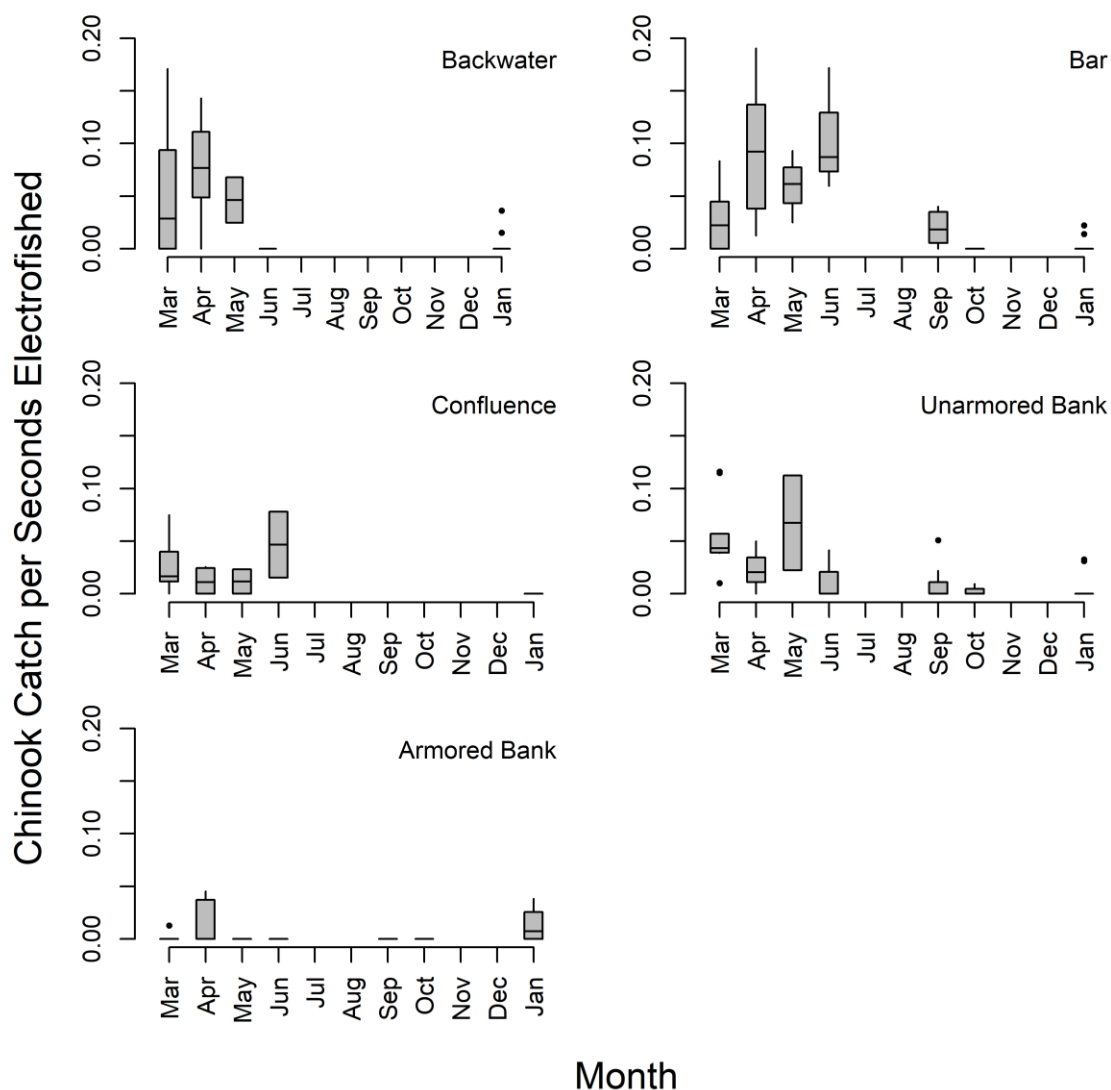 Chinook Catch per Seconds Electrofished
Backwater
0.20
0.10
0.00
Mar Apr May Jun Jul Aug Sep Oct Nov Dec Jan
Bar
0.20
0.10
0.00
Mar Apr May Jun Jul Aug Sep Oct Nov Dec Jan
Confluence
0.20
0.10
0.00
Mar Apr May Jun Jul Aug Sep Oct Nov Dec Jan
Unarmored Bank
0.20
0.10
0.00
Mar Apr May Jun Jul Aug Sep Oct Nov Dec Jan
Armored Bank
0.20
0.10
0.00
Mar Apr May Jun Jul Aug Sep Oct Nov Dec Jan
Month